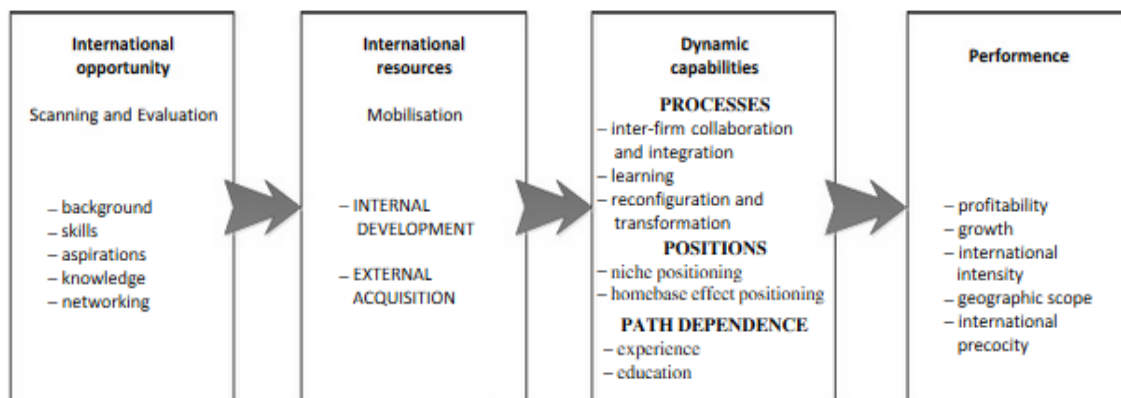 International
opportunity
Scanning and Evaluation
– background
– skills
– aspirations
– knowledge
– networking
International
resources
Mobilisation
– INTERNAL
DEVELOPMENT
– EXTERNAL
ACQUISITION
Dynamic
capabilities
PROCESSES
– inter-firm collaboration
and integration
– learning
– reconfiguration and
transformation
POSITIONS
– niche positioning
– homebase effect positioning
PATH DEPENDENCE
– experience
– education
Performence
– profitability
– growth
– international
intensity
– geographic scope
– international
precocity